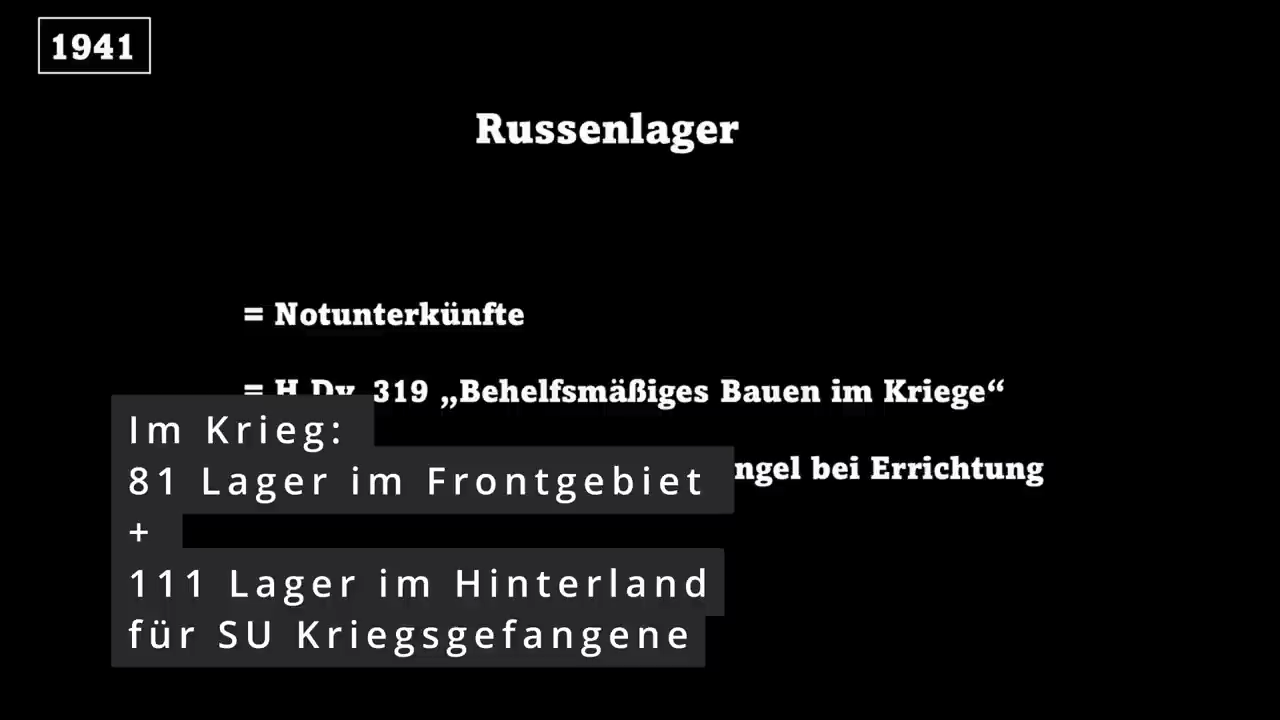 1941
Russenlager
= Notunterkünfte
= H.Dv. 319 „Behelfsmäßiges Bauen im Kriege“
bei Errichtung
Im Krieg:
81 Lager im Frontgebiet
+
111 Lager im Hinterland
für SU Kriegsgefangene